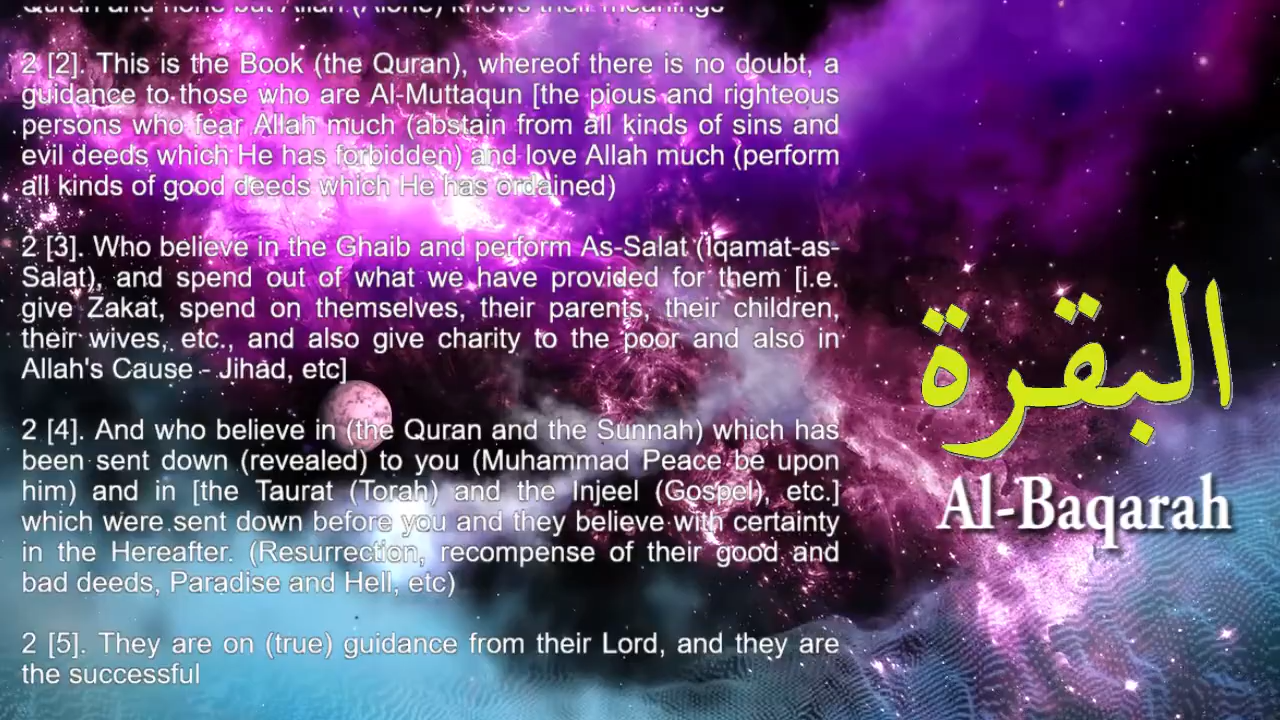 Quran and none but Allah (Alone) knows their meanings
2 [2]. This is the Book (the Quran), whereof there is no doubt, a
guidance to those who are Al-Muttaqun [the pious and righteous
persons who fear Allah much (abstain from all kinds of sins and
evil deeds which He has forbidden) and love Allah much (perform
all kinds of good deeds which He has ordained)
2 [3]. Who believe in the Ghaib and perform As-Salat (Iqamat-as-
Salat), and spend out of what we have provided for them [i.e.
give Zakat, spend on themselves, their parents, their children,
their wives, etc., and also give charity to the poor and also in
Allah's Cause - Jihad, etc]
2 [4]. And who believe in (the Quran and the Sunnah) which has
been sent down (revealed) to you (Muhammad Peace be upon
him) and in [the Taurat (Torah) and the Injeel (Gospel), etc.]
which were sent down before you and they believe with certainty
in the Hereafter. (Resurrection, recompense of their good and
bad deeds, Paradise and Hell, etc)
2 [5]. They are on (true) guidance from their Lord, and they are
the successful
البقرة
Al-Baqarah